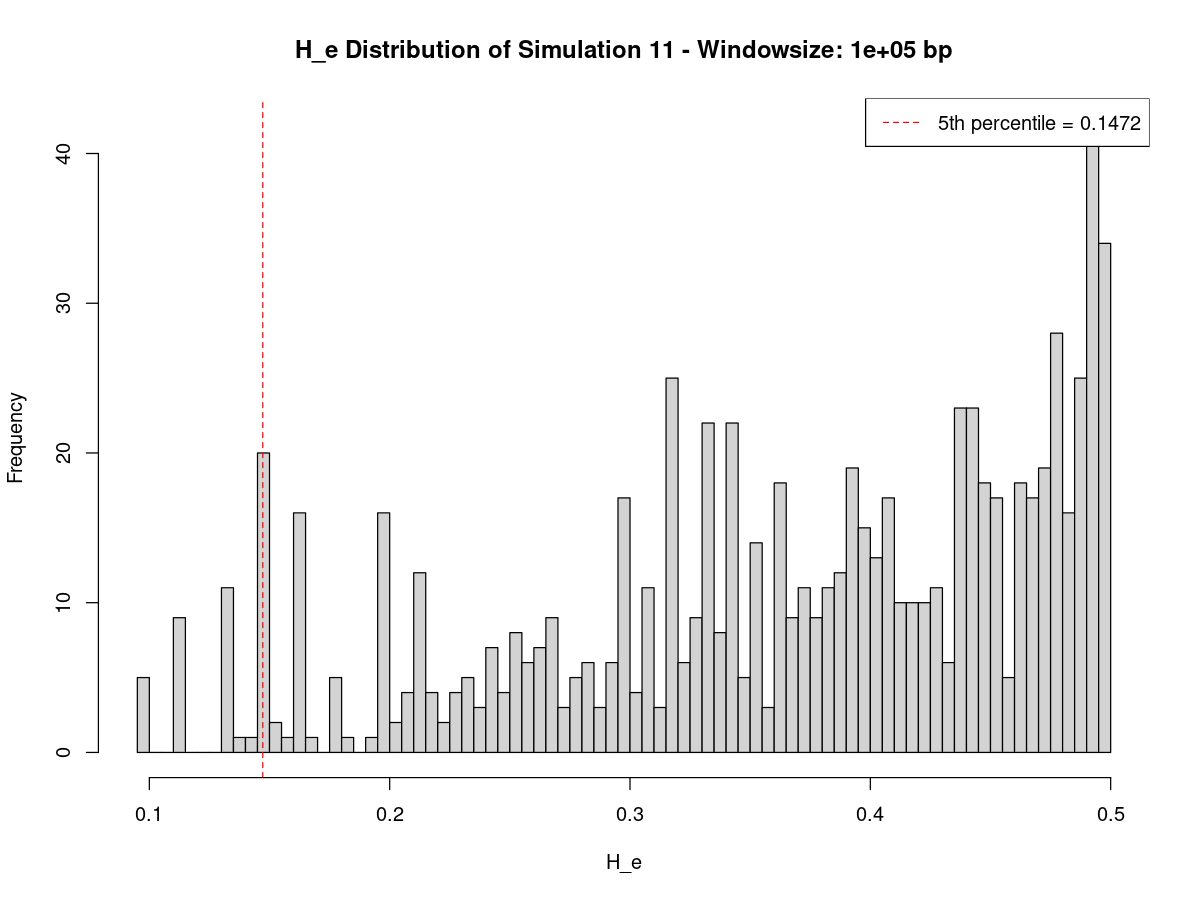 H_e Distribution of Simulation 11 - Windowsize: 1e+05 bp
5th percentile = 0.1472
Frequency
40
30
20
10
0
0.1
0.2
0.3
0.4
0.5
H_e